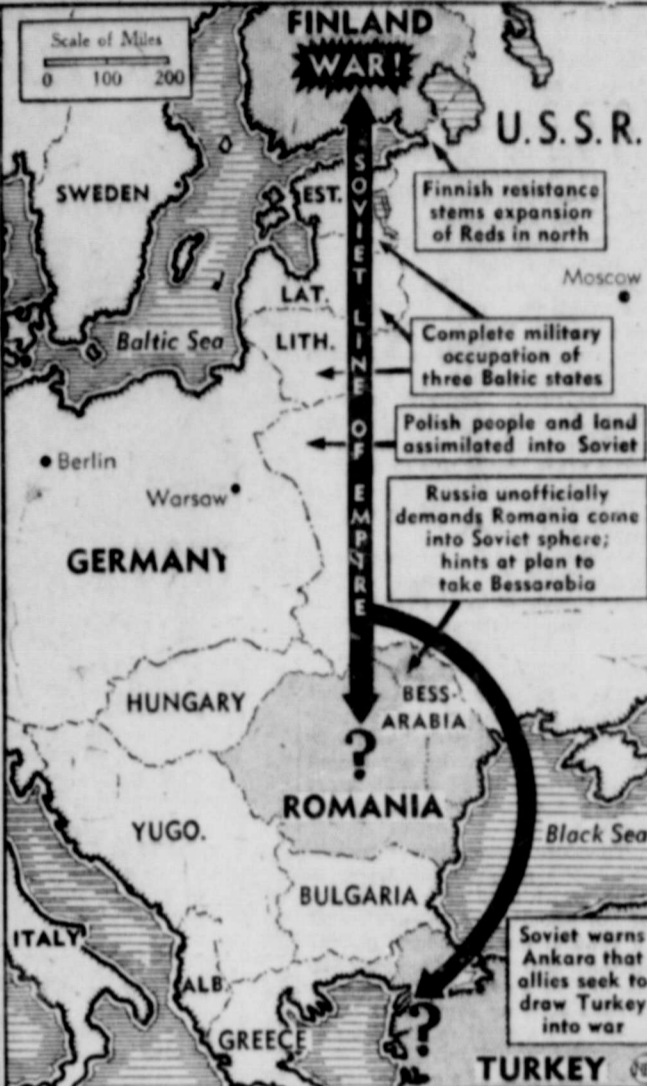 Scale of Miles
0 100 200
FINLAND
WAR!
U.S.S.R.
SWEDEN
EST.
Finnish resistance
stems expansion
of Reds in north
Moscow
LAT.
Baltic Sea
LITH.
Complete military
occupation of
three Baltic states
SOVIET LINE OF EMPIRE
Polish people and land
assimilated into Soviet
Berlin
Warsaw
Russia unofficially
demands Romania come
into Soviet sphere;
hints at plan to
take Bessarabia
GERMANY
HUNGARY
BESS-
ARABIA
?
ROMANIA
YUGO.
Black Sea
BULGARIA
ITALY
Soviet warns
Ankara that
allies seek to
draw Turkey
into war
ALB.
GREECE
?
TURKEY